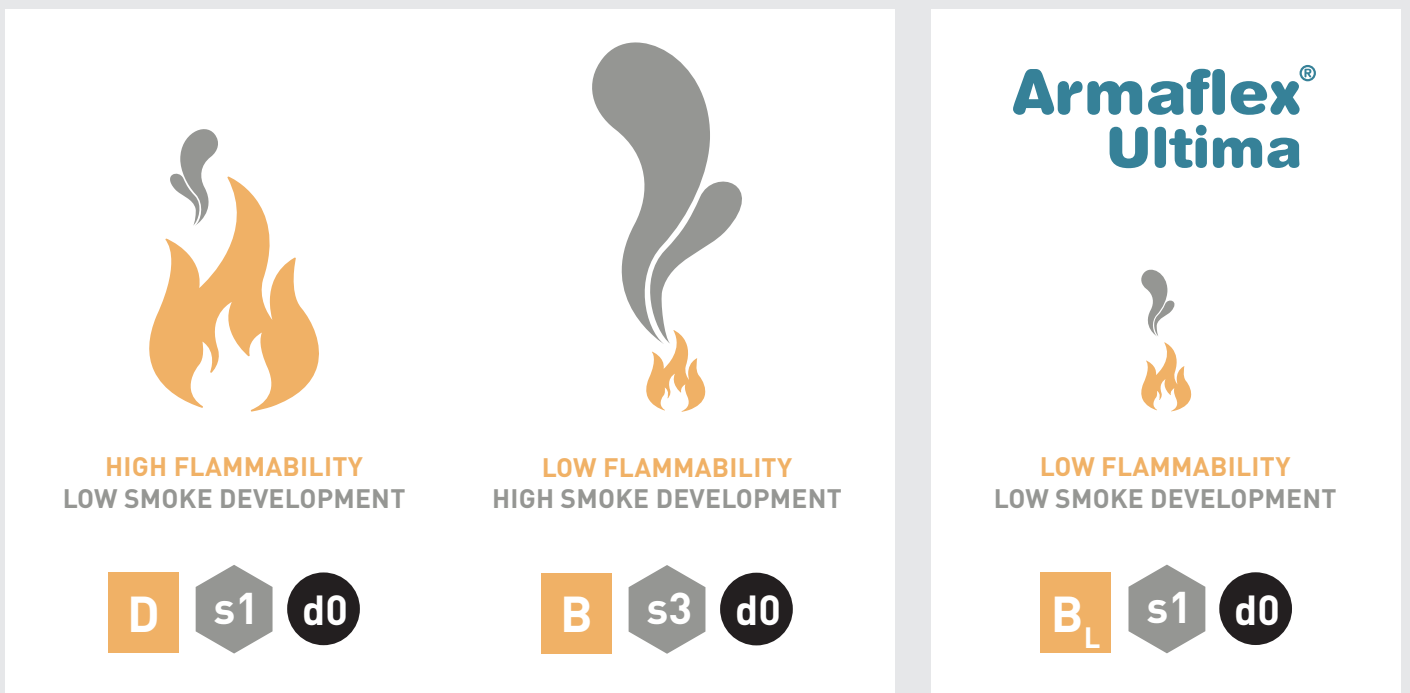 HIGH FLAMMABILITY
LOW SMOKE DEVELOPMENT
D s1 d0
LOW FLAMMABILITY
HIGH SMOKE DEVELOPMENT
B s3 d0
Armaflex®
Ultima
LOW FLAMMABILITY
LOW SMOKE DEVELOPMENT
BL s1 d0